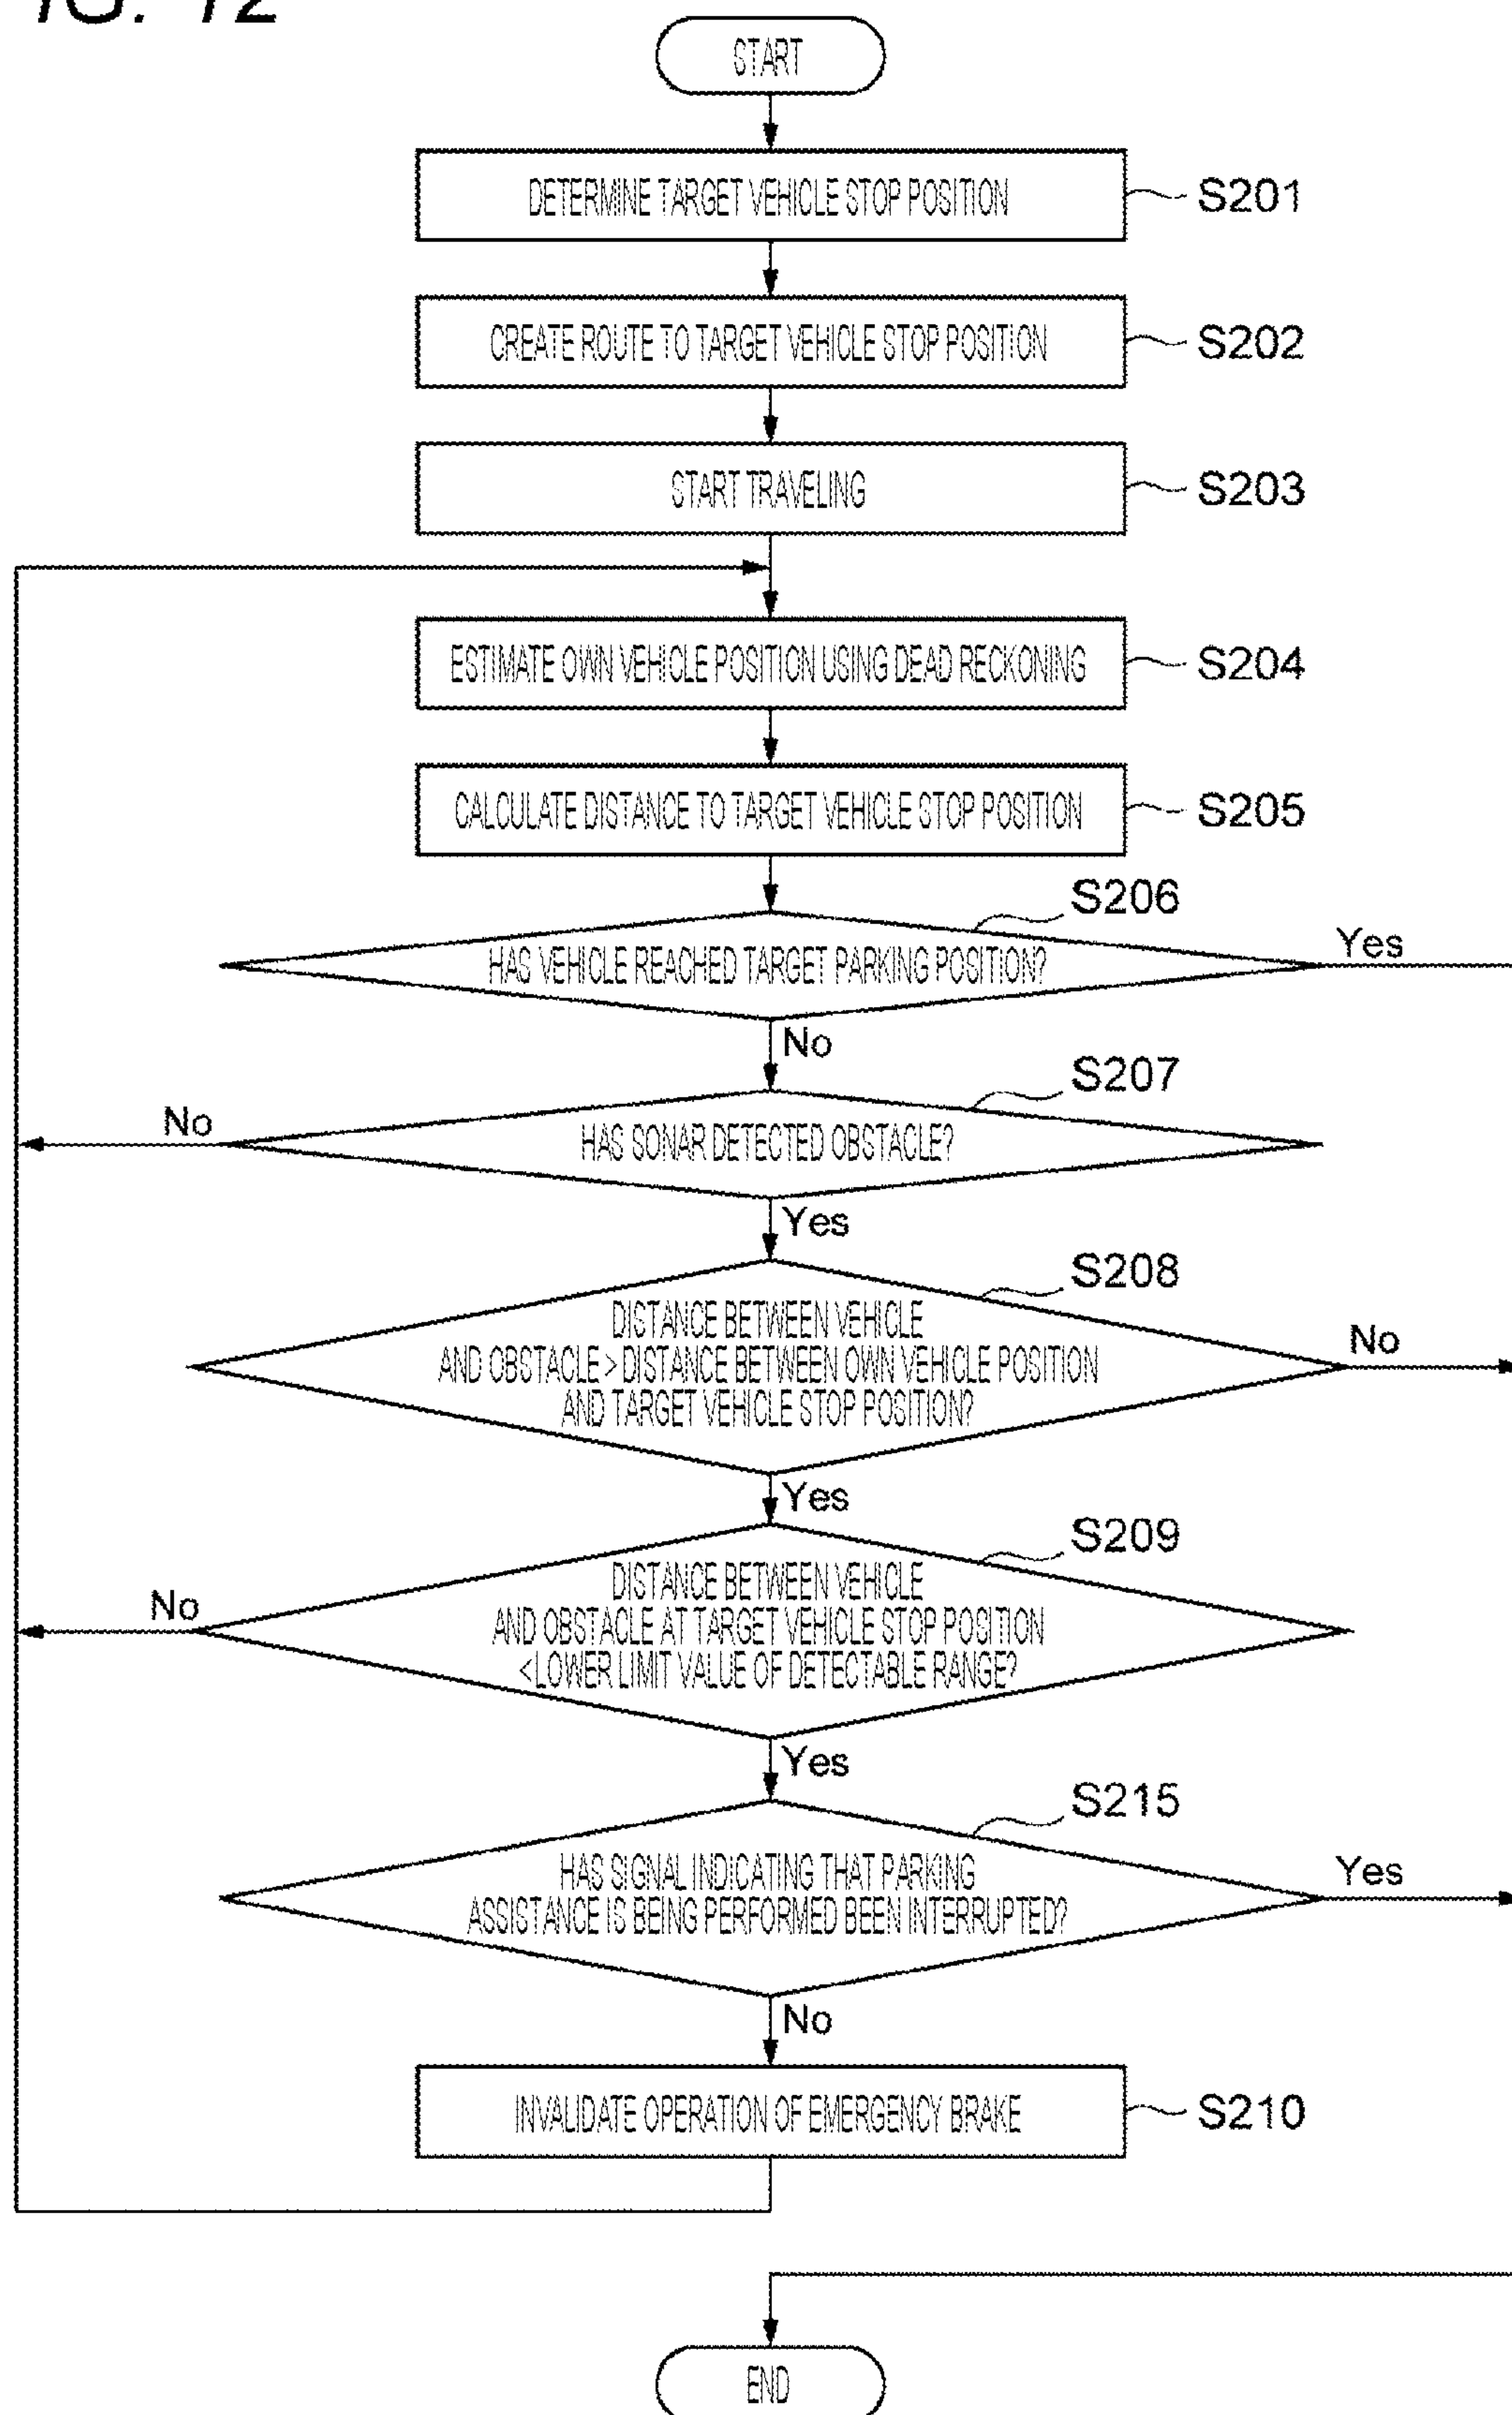 IG. 12
START
DETERMINE TARGET VEHICLE STOP POSITION
S201
CREATE ROUTE TO TARGET VEHICLE STOP POSITION
S202
START TRAVELING
S203
ESTIMATE OWN VEHICLE POSITION USING DEAD RECKONING
S204
CALCULATE DISTANCE TO TARGET VEHICLE STOP POSITION
S205
S206
HAS VEHICLE REACHED TARGET PARKING POSITION?
Yes
No
S207
HAS SONAR DETECTED OBSTACLE?
No
Yes
S208
DISTANCE BETWEEN VEHICLE
AND OBSTACLE > DISTANCE BETWEEN OWN VEHICLE POSITION
AND TARGET VEHICLE STOP POSITION?
No
Yes
S209
DISTANCE BETWEEN VEHICLE
AND OBSTACLE AT TARGET VEHICLE STOP POSITION
<LOWER LIMIT VALUE OF DETECTABLE RANGE?
No
Yes
S215
HAS SIGNAL INDICATING THAT PARKING
ASSISTANCE IS BEING PERFORMED BEEN INTERRUPTED?
Yes
No
INVALIDATE OPERATION OF EMERGENCY BRAKE
S210
END